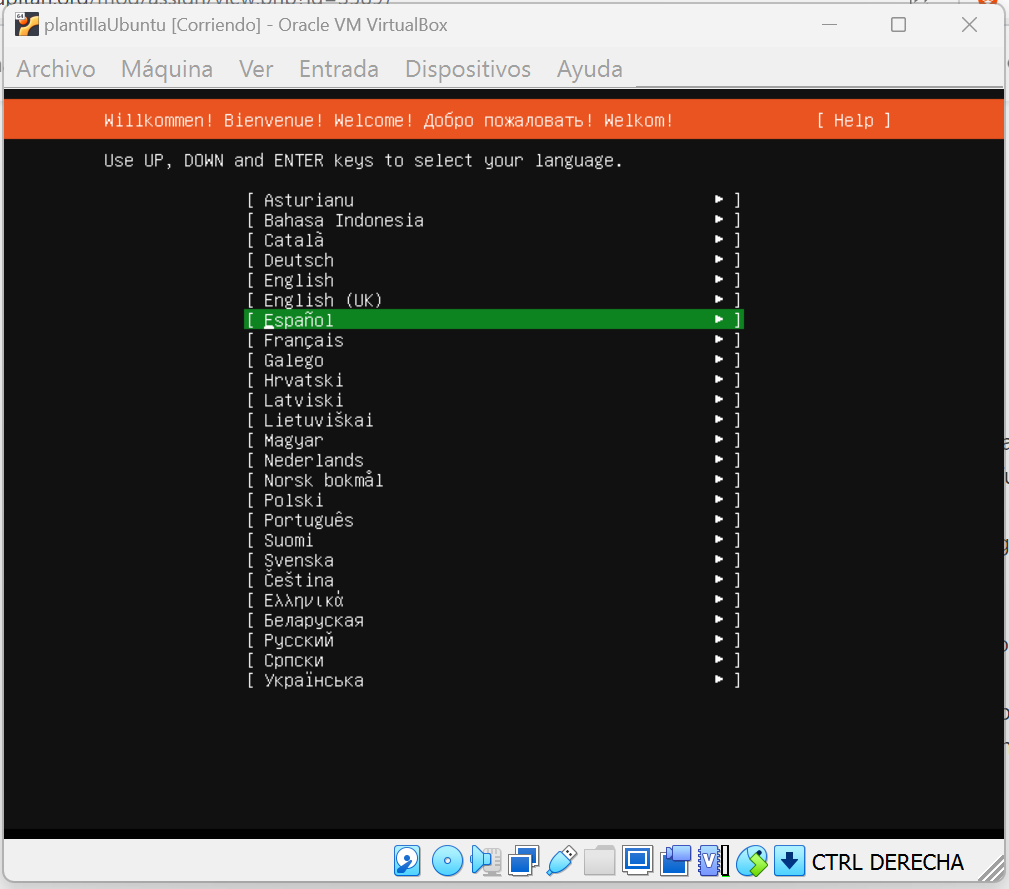 plantillaUbuntu [Corriendo] - Oracle VM VirtualBox
Archivo Máquina Ver Entrada Dispositivos Ayuda
Willkommen! Bienvenue! Welcome! Добро пожаловать! Welkom! [ Help ]
Use UP, DOWN and ENTER keys to select your language.
[ Asturianu ► ]
[ Bahasa Indonesia ► ]
[ Català ► ]
[ Deutsch ► ]
[ English ► ]
[ English (UK) ► ]
[ Español ► ]
[ Français ► ]
[ Galego ► ]
[ Hrvatski ► ]
[ Latviski ► ]
[ Lietuviškai ► ]
[ Magyar ► ]
[ Nederlands ► ]
[ Norsk bokmål ► ]
[ Polski ► ]
[ Português ► ]
[ Suomi ► ]
[ Svenska ► ]
[ Čeština ► ]
[ Ελληνικά ► ]
[ Беларуская ► ]
[ Русский ► ]
[ Српски ► ]
[ Українська ► ]
CTRL DERECHA